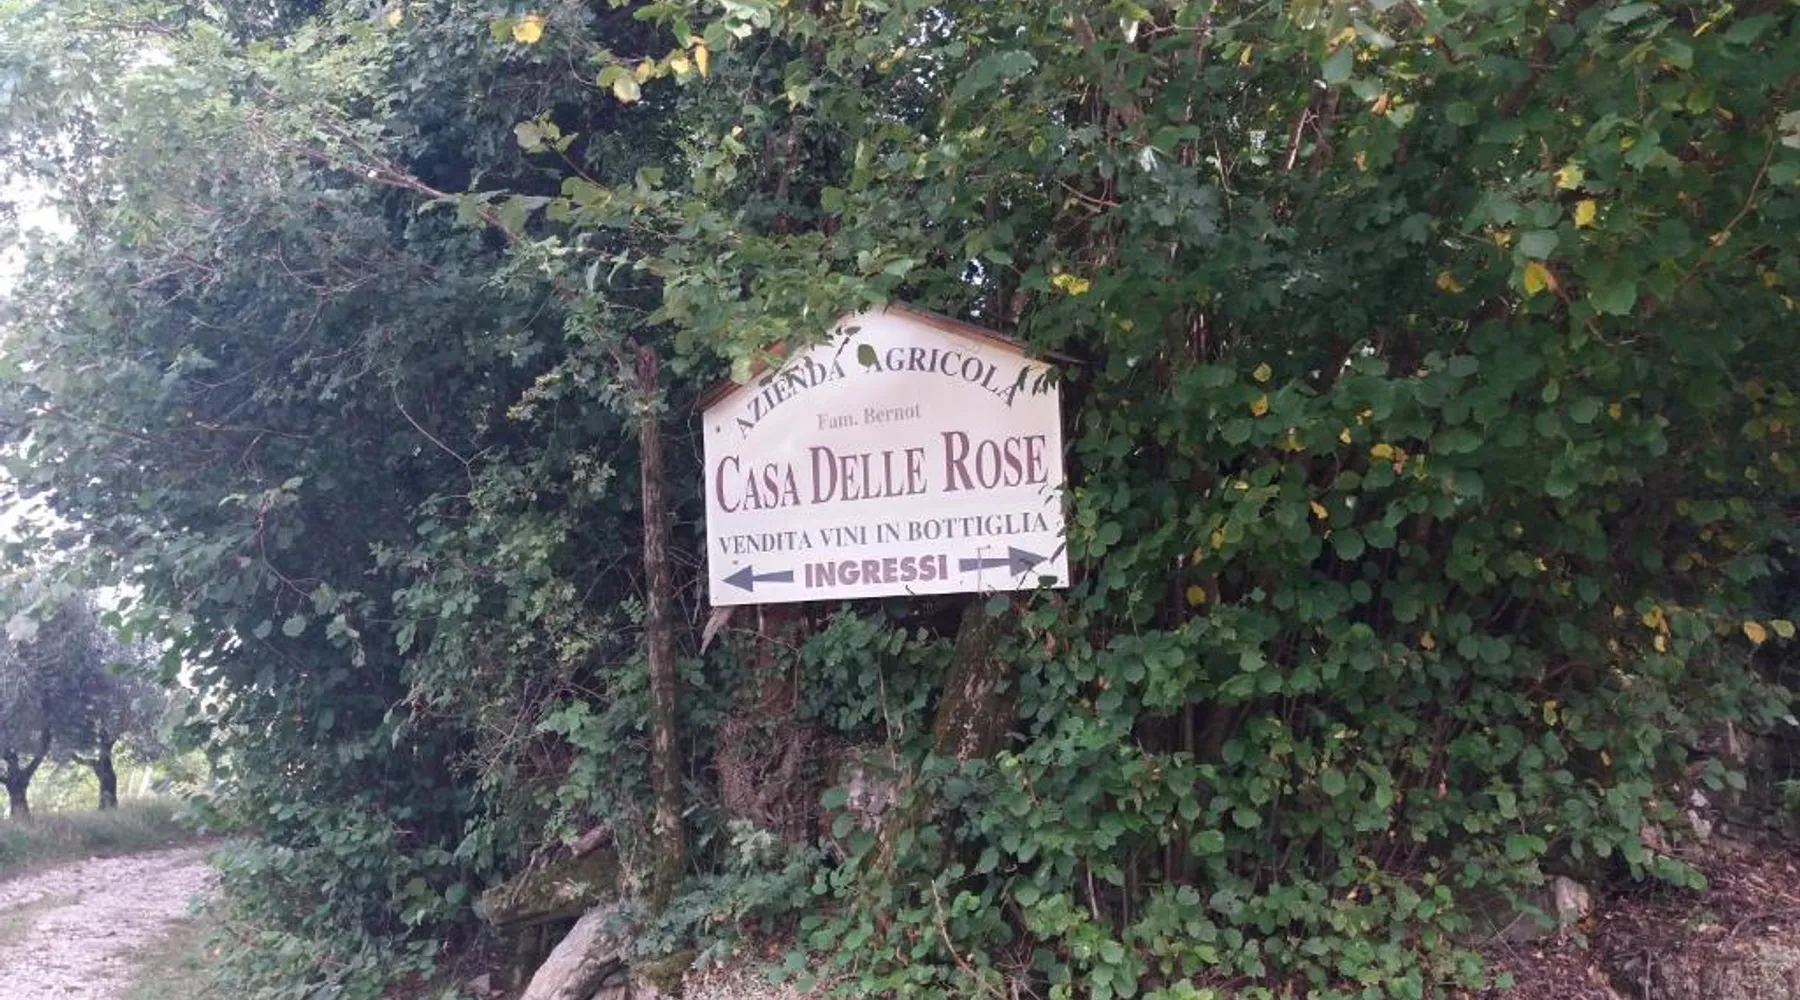 AZIENDA AGRICOLA
Fam. Bernot
CASA DELLE ROSE
VENDITA VINI IN BOTTIGLIA
INGRESSI